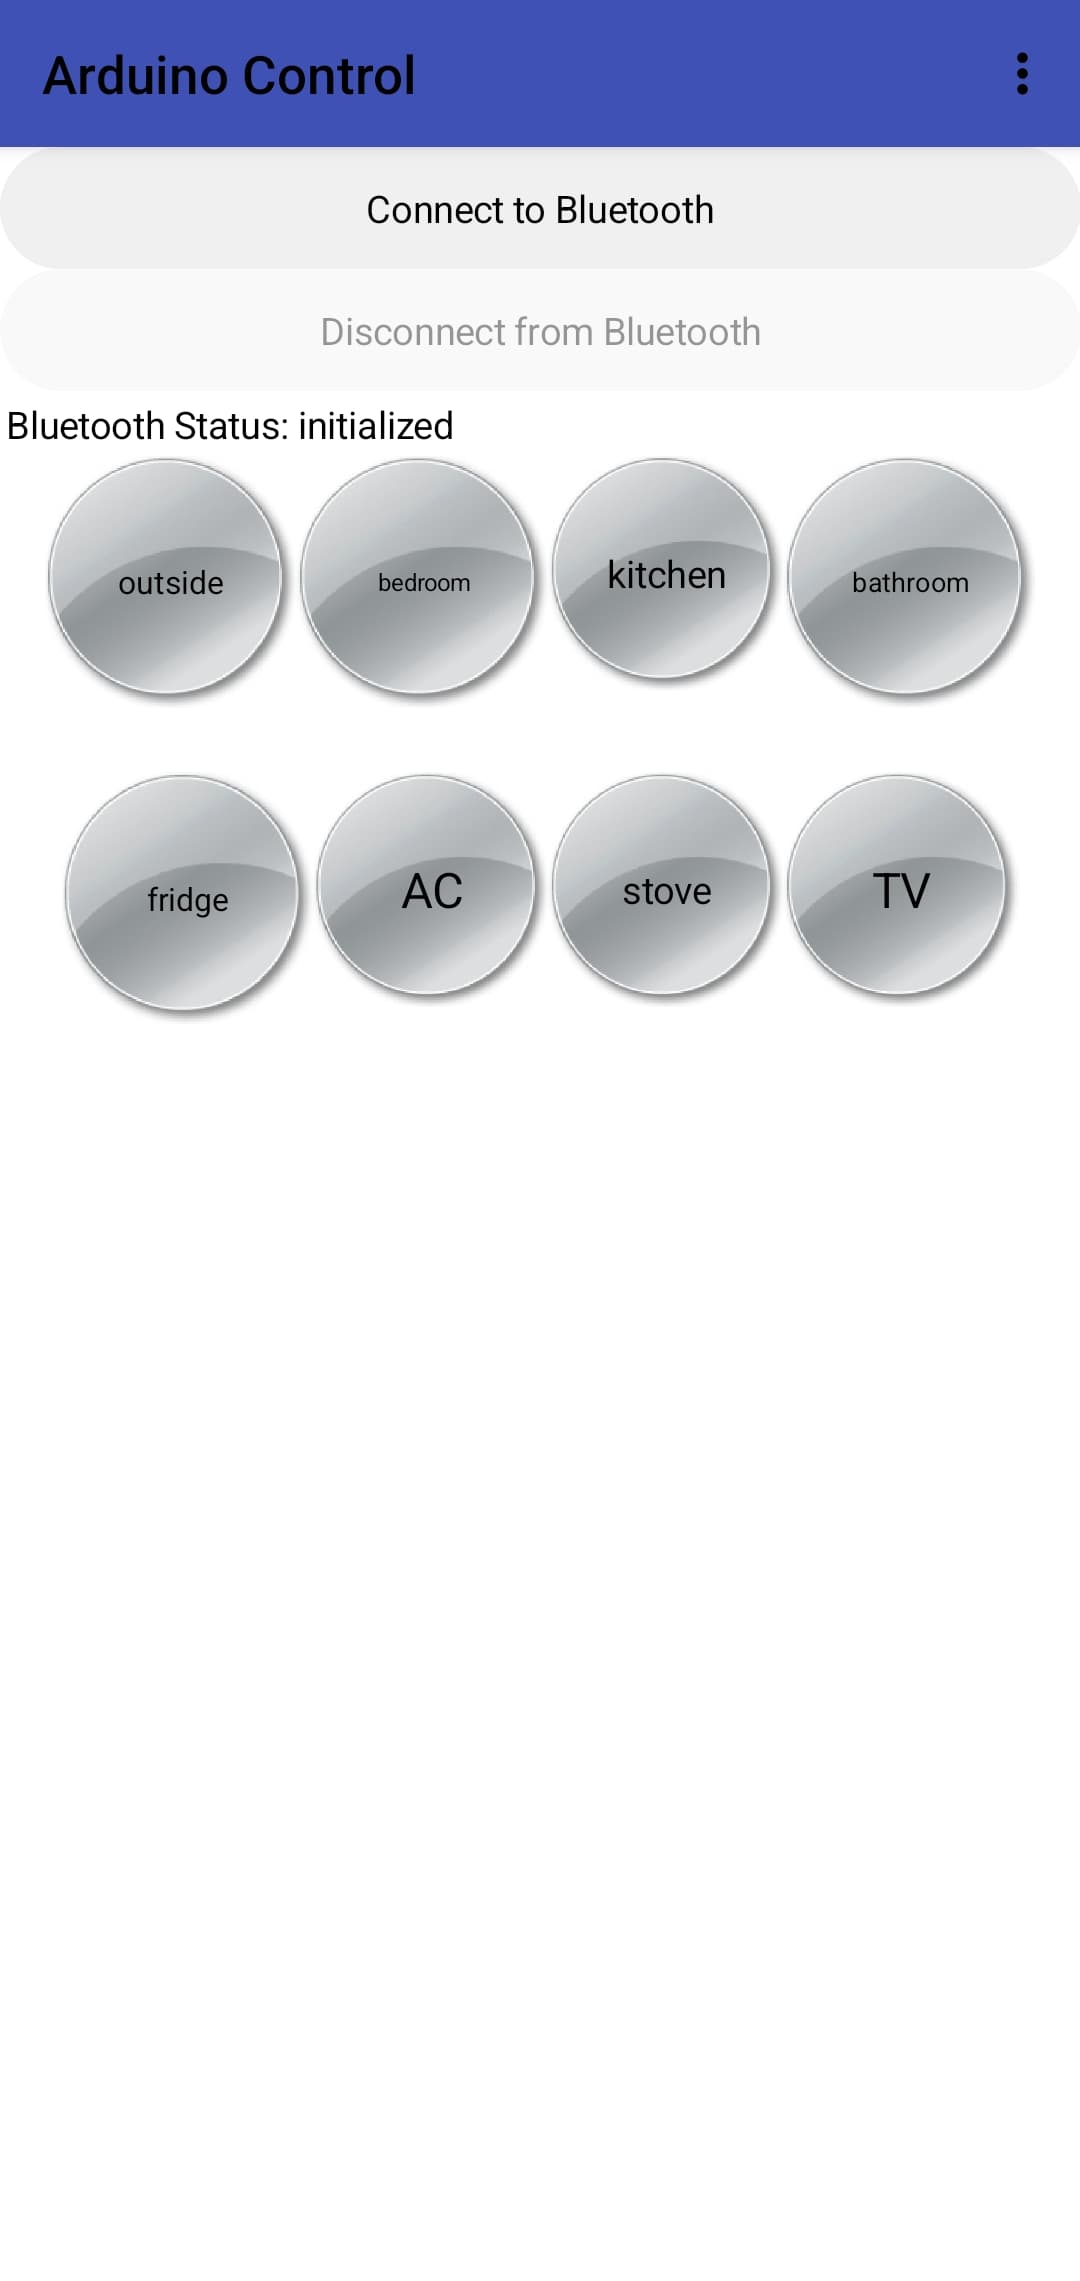 Arduino Control
Connect to Bluetooth
Disconnect from Bluetooth
Bluetooth Status: initialized
outside
bedroom
kitchen
bathroom
fridge
AC
stove
TV